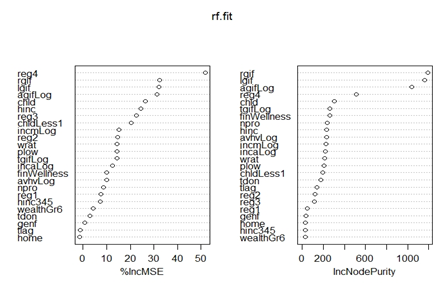 rf.fit
reg4
rgif
lgif
agifLog
chld
hinc
reg3
chldLess1
incmLog
reg2
wrat
plow
tgifLog
incaLog
finWellness
avhvLog
npro
reg1
hinc345
wealthGr6
tdon
genf
tlag
home
0 10 20 30 40 50
%IncMSE
rgif
lgif
agifLog
reg4
chld
tgifLog
finWellness
npro
hinc
avhvLog
incmLog
incaLog
wrat
plow
chldLess1
tdon
tlag
reg2
reg3
reg1
genf
home
hinc345
wealthGr6
0 200 600 1000
IncNodePurity